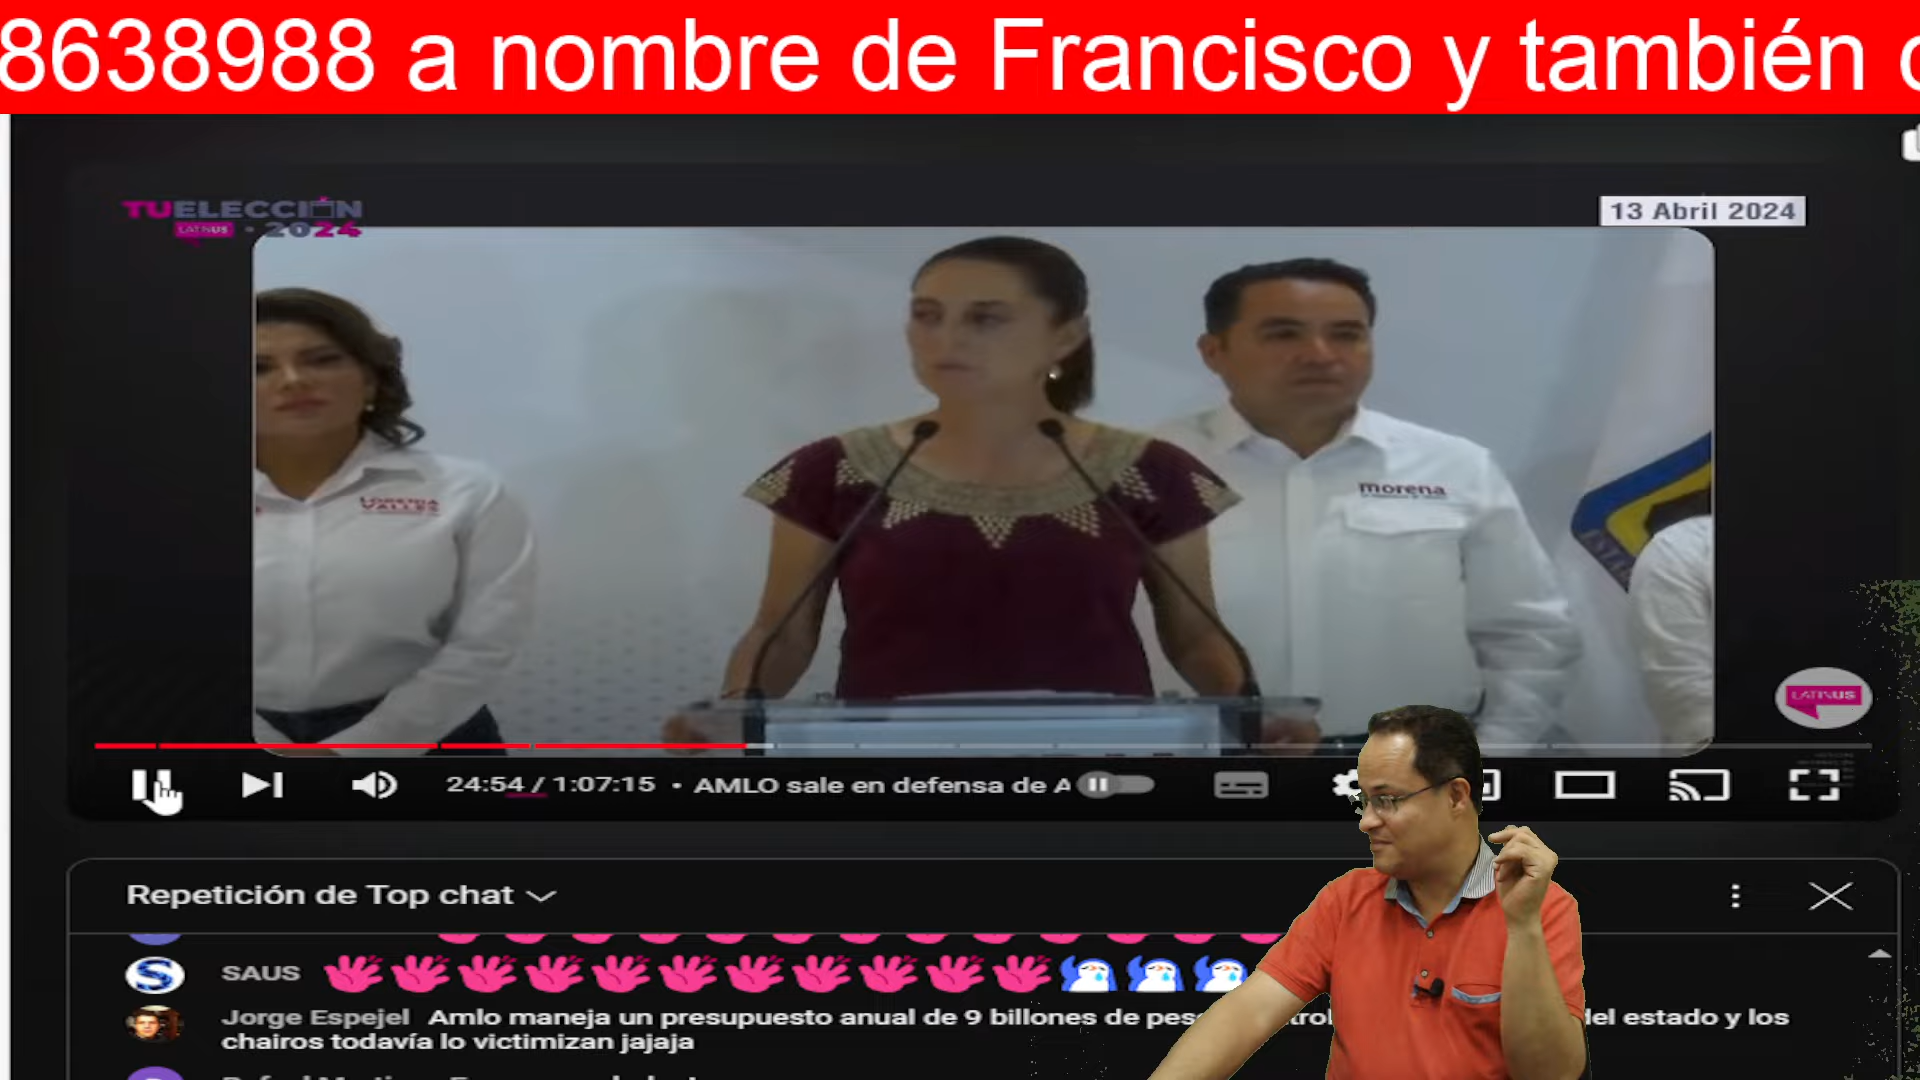 8638988 a nombre de Francisco y también
TUELECCIÓN
LATINUS • 2024
13 Abril 2024
LORENIA
VALLES
morena
LATINUS
24:54 / 1:07:15 • AMLO sale en defensa de A
Repetición de Top chat
SAUS
Jorge Espejel Amlo maneja un presupuesto anual de 9 billones de pes del estado y los
chairos todavía lo victimizan jajaja